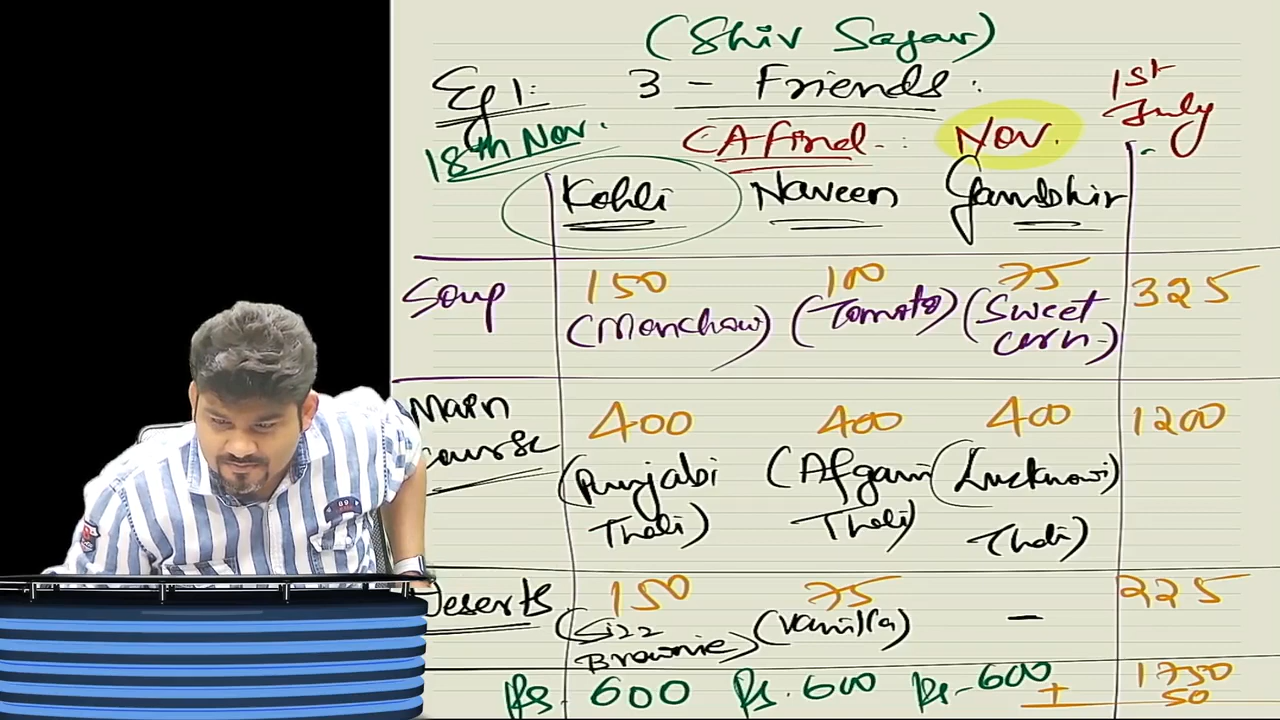 (Shiv Sagar)
Eg 1: 3 - Friends:
1st July
18th Nov. CA Final: Nov.
Kohli Naveen Gambhir
Soup 150 100 75 325
(Manchow) (Tomato) (Sweet corn)
Main course 400 400 400 1200
(Punjabi Thali) (Afgani Thali) (Lucknowi Thali)
Deserts 150 75 - 225
(Sizz Brownie) (Vanilla)
Rs. 600 Rs. 600 Rs. 600 1750
+ 50